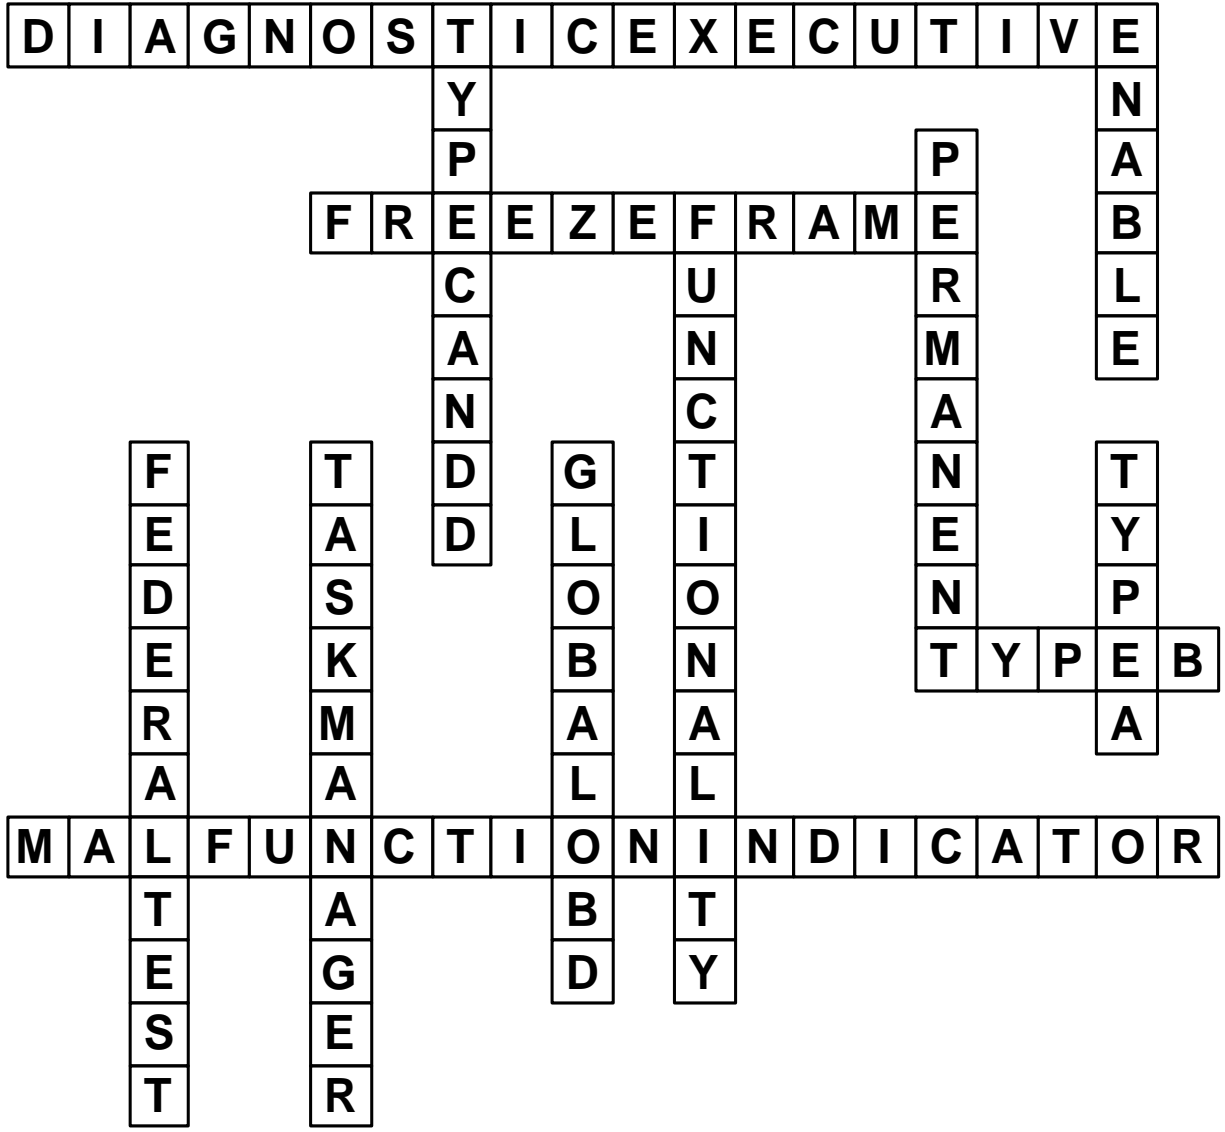 DIAGNOSTICEXECUTIVE
TYPECANDD
ENABLE
PERMANENT
FREEZEFRAME
FUNCTIONALITY
FEDERALTEST
TASKMANAGER
GLOBALOBD
TYPEA
TYPEB
MALFUNCTIONINDICATOR